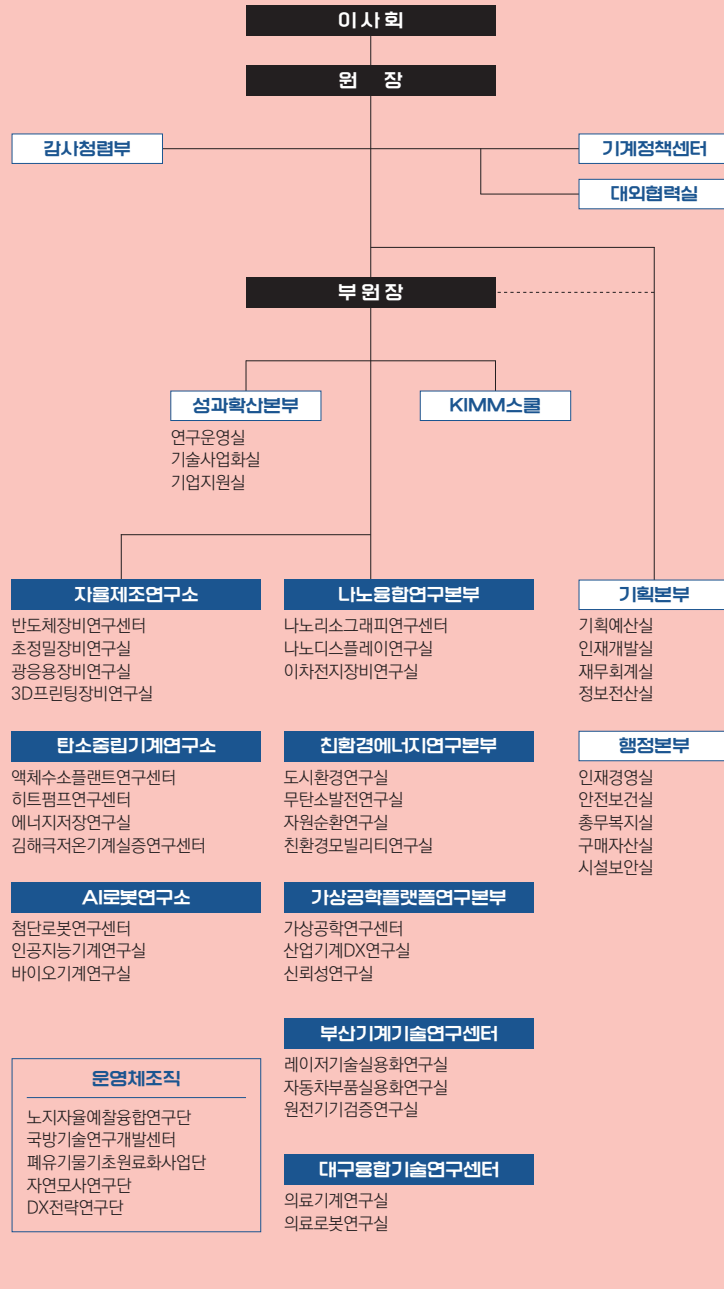 이사회
원 장
감사청렴부
기계정책센터
대외협력실
부원장
성과확산본부
연구운영실
기술사업화실
기업지원실
KIMM스쿨
자율제조연구소
반도체장비연구센터
초정밀장비연구실
광응용장비연구실
3D프린팅장비연구실
나노융합연구본부
나노리소그래피연구센터
나노디스플레이연구실
이차전지장비연구실
기획본부
기획예산실
인재개발실
재무회계실
정보전산실
탄소중립기계연구소
액체수소플랜트연구센터
히트펌프연구센터
에너지저장연구실
김해극저온기계실증연구센터
친환경에너지연구본부
도시환경연구실
무탄소발전연구실
자원순환연구실
친환경모빌리티연구실
행정본부
인재경영실
안전보건실
총무복지실
구매자산실
시설보안실
AI로봇연구소
첨단로봇연구센터
인공지능기계연구실
바이오기계연구실
가상공학플랫폼연구본부
가상공학연구센터
산업기계DX연구실
신뢰성연구실
부산기계기술연구센터
레이저기술실용화연구실
자동차부품실용화연구실
원전기기검증연구실
운영체조직
노지자율예찰융합연구단
국방기술연구개발센터
폐유기물기초원료화사업단
자연모사연구단
DX전략연구단
대구융합기술연구센터
의료기계연구실
의료로봇연구실